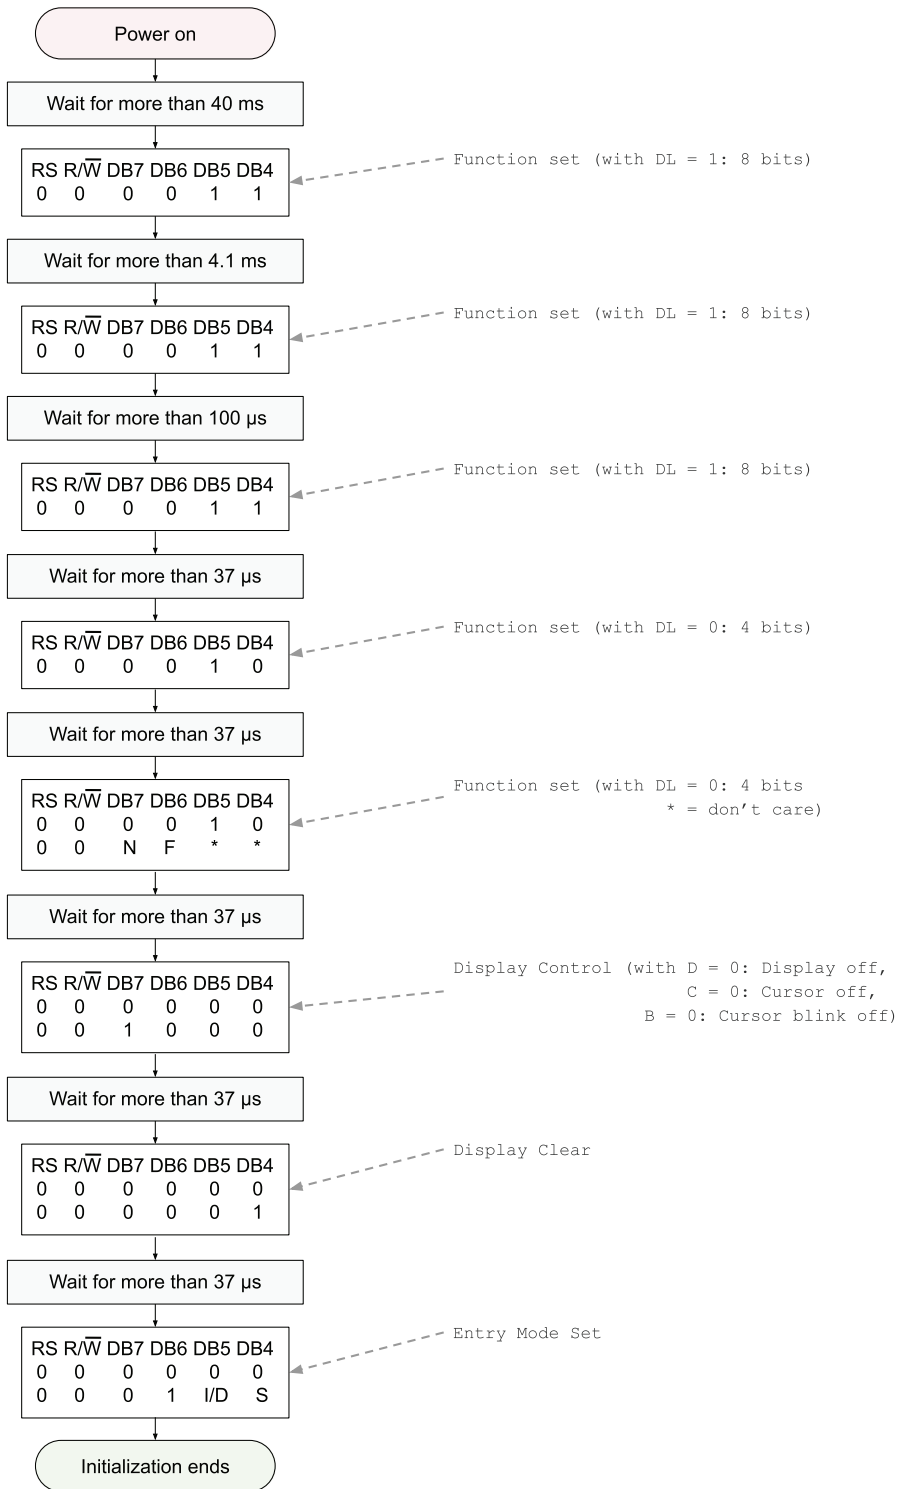 Power on
Wait for more than 40 ms
RS R/W̅ DB7 DB6 DB5 DB4
0 0 0 0 1 1
Function set (with DL = 1: 8 bits)
Wait for more than 4.1 ms
RS R/W̅ DB7 DB6 DB5 DB4
0 0 0 0 1 1
Function set (with DL = 1: 8 bits)
Wait for more than 100 µs
RS R/W̅ DB7 DB6 DB5 DB4
0 0 0 0 1 1
Function set (with DL = 1: 8 bits)
Wait for more than 37 µs
RS R/W̅ DB7 DB6 DB5 DB4
0 0 0 0 1 0
Function set (with DL = 0: 4 bits)
Wait for more than 37 µs
RS R/W̅ DB7 DB6 DB5 DB4
0 0 0 0 1 0
0 0 N F * *
Function set (with DL = 0: 4 bits
* = don’t care)
Wait for more than 37 µs
RS R/W̅ DB7 DB6 DB5 DB4
0 0 0 0 0 0
0 0 1 0 0 0
Display Control (with D = 0: Display off,
C = 0: Cursor off,
B = 0: Cursor blink off)
Wait for more than 37 µs
RS R/W̅ DB7 DB6 DB5 DB4
0 0 0 0 0 0
0 0 0 0 0 1
Display Clear
Wait for more than 37 µs
RS R/W̅ DB7 DB6 DB5 DB4
0 0 0 0 0 0
0 0 0 1 I/D S
Entry Mode Set
Initialization ends